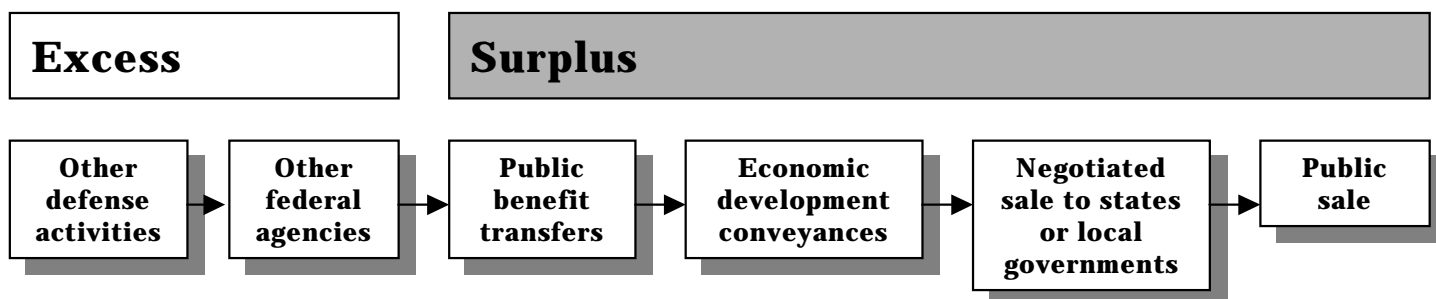 Excess
Surplus
Other
defense
activities
Other
federal
agencies
Public
benefit
transfers
Economic
development
conveyances
Negotiated
sale to states
or local
governments
Public
sale